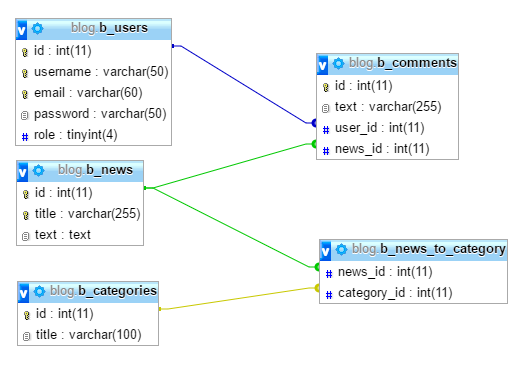 blog.b_users
id : int(11)
username : varchar(50)
email : varchar(60)
password : varchar(50)
role : tinyint(4)
blog.b_comments
id : int(11)
text : varchar(255)
user_id : int(11)
news_id : int(11)
blog.b_news
id : int(11)
title : varchar(255)
text : text
blog.b_news_to_category
news_id : int(11)
category_id : int(11)
blog.b_categories
id : int(11)
title : varchar(100)